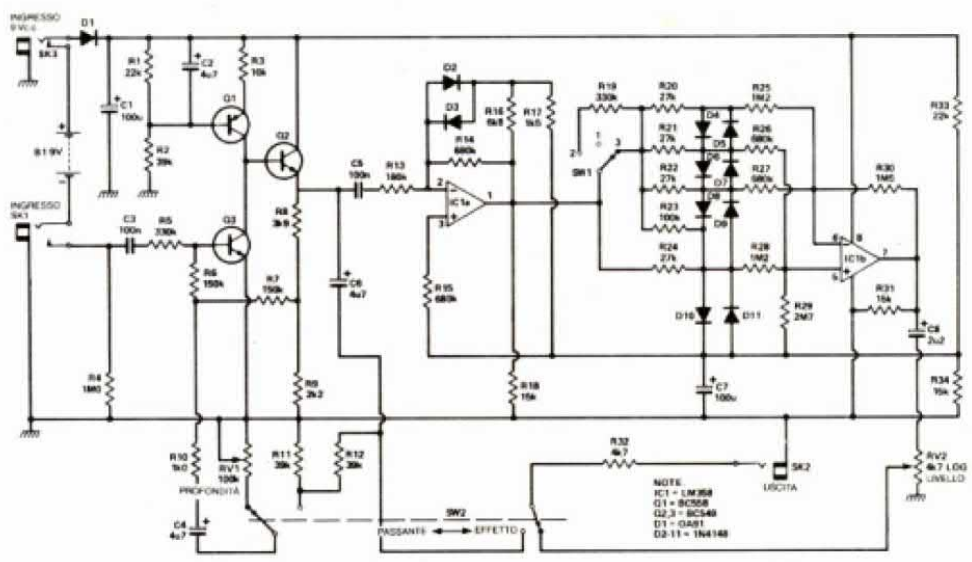 INGRESSO
9 Vc.c.
SK3
D1
R1
22k
C2
4u7
R3
10k
C1
100u
Q1
Q2
R2
39k
B1 9V
INGRESSO
SK1
C3
100n
R5
330k
Q3
R6
150k
R7
150k
R8
3k9
C5
100n
R13
180k
D2
D3
R14
680k
R16
6k8
R17
1k5
IC1a
2
3
1
C6
4u7
R15
680k
R4
1M0
R9
2k2
R18
15k
R19
330k
1
2
3
SW1
R20
27k
R21
27k
R22
27k
R23
100k
R24
27k
D4
D5
D6
D7
D8
D9
D10
D11
R25
1M2
R26
680k
R27
680k
R28
1M2
R29
2M7
R30
1M5
6
5
8
7
IC1b
R31
15k
C8
2u2
R33
22k
R34
15k
C7
100u
R10
1k0
RV1
100k
PROFONDITÀ
R11
39k
R12
39k
C4
4u7
SW2
PASSANTE
EFFETTO
R32
4k7
SK2
USCITA
RV2
4k7 LOG
LIVELLO
NOTE
IC1 = LM358
Q1 = BC558
Q2,3 = BC549
D1 = OA91
D2-11 = 1N4148